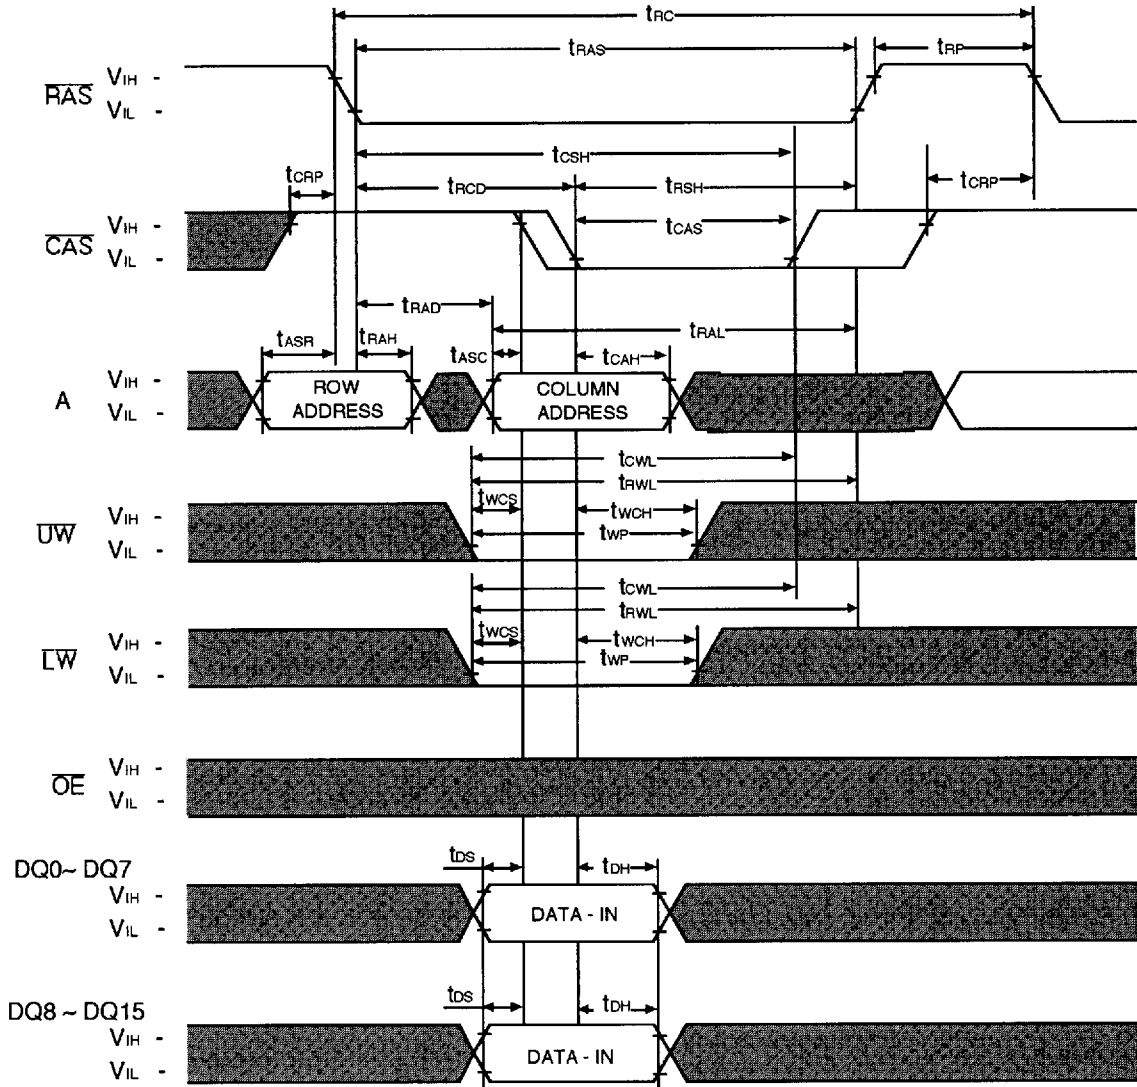 tRC
tRAS
tRP
RAS
VIH -
VIL -
tCSH
tCRP
tRCD
tRSH
tCRP
CAS
VIH -
VIL -
tCAS
tRAD
tRAL
tASR
tRAH
tASC
tCAH
A
VIH -
VIL -
ROW
ADDRESS
COLUMN
ADDRESS
tCWL
tRWL
UW
VIH -
VIL -
tWCS
tWCH
tWP
tCWL
tRWL
LW
VIH -
VIL -
tWCS
tWCH
tWP
OE
VIH -
VIL -
DQ0~ DQ7
VIH -
VIL -
tDS
tDH
DATA - IN
DQ8 ~ DQ15
VIH -
VIL -
tDS
tDH
DATA - IN